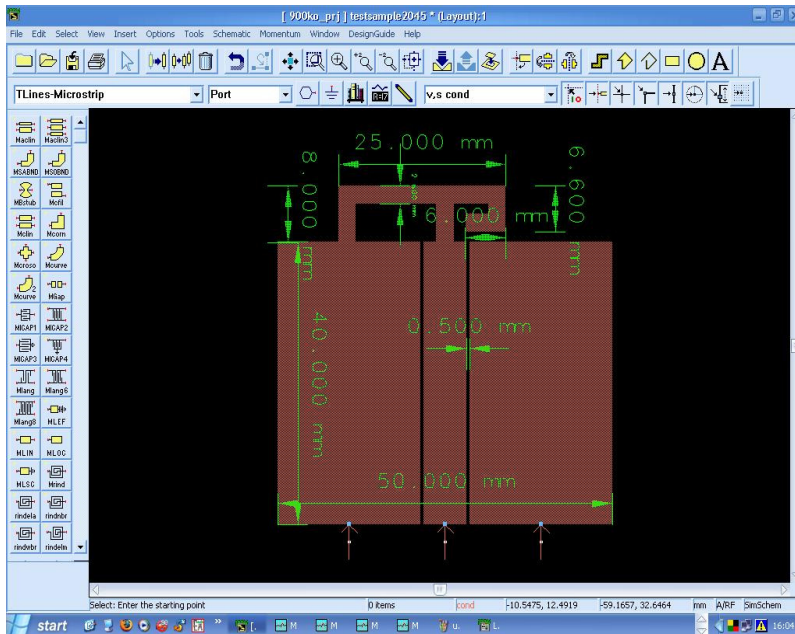 [ 900ko_prj ] testsample2045 * (Layout):1
File Edit Select View Insert Options Tools Schematic Momentum Window DesignGuide Help
TLines-Microstrip Port v,s cond
Maclin Maclin3
MSABND MSOBND
MBstub Mcfil
Mclin Mcorn
Mcroso Mcurve
Mcurve MGap
MICAP1 MICAP2
MICAP3 MICAP4
Mlang Mlang6
Mlang8 MLEF
MLIN MLOC
MLSC Mrind
rindela rindnbr
rindwbr rindelm
25.000 mm
8.000 mm
6.600 mm
6.000 mm
0.500 mm
40.000 mm
50.000 mm
Select: Enter the starting point 0 items cond -10.5475, 12.4919 -59.1657, 32.6464 mm A/RF SimSchem
start [. M M M M u. L. 16:04